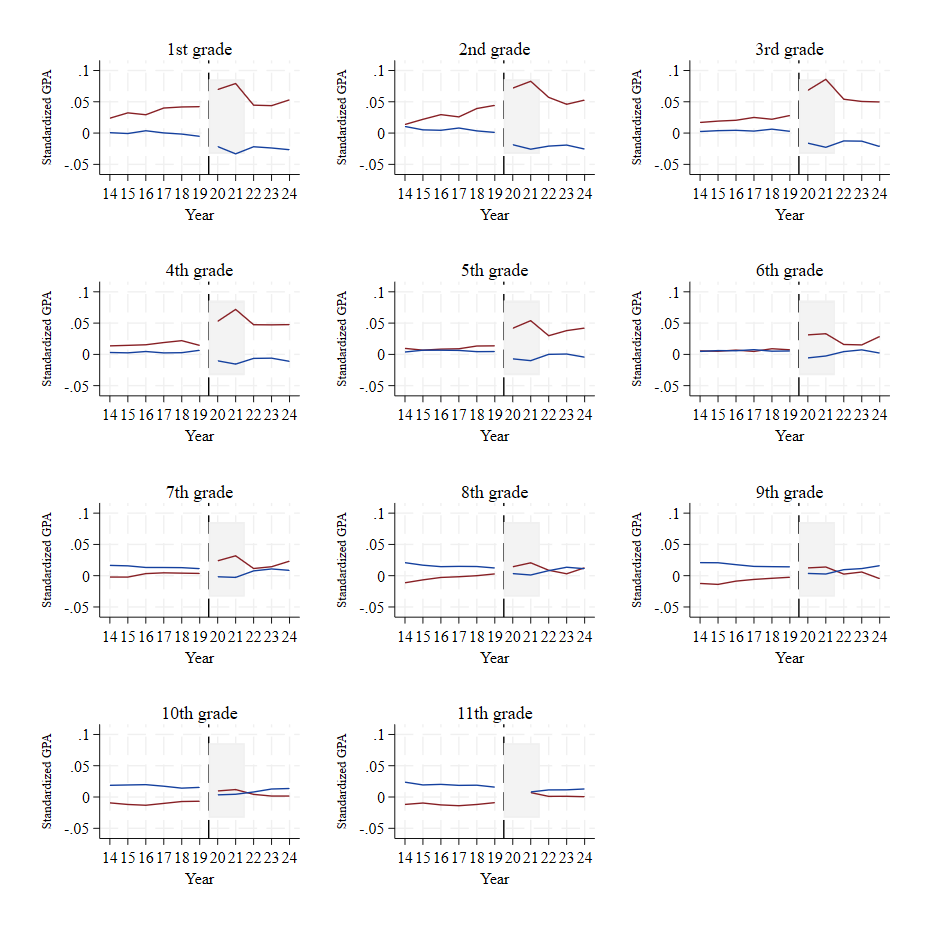 1st grade
Standardized GPA
.1
.05
0
-.05
14 15 16 17 18 19 20 21 22 23 24
Year
2nd grade
Standardized GPA
.1
.05
0
-.05
14 15 16 17 18 19 20 21 22 23 24
Year
3rd grade
Standardized GPA
.1
.05
0
-.05
14 15 16 17 18 19 20 21 22 23 24
Year
4th grade
Standardized GPA
.1
.05
0
-.05
14 15 16 17 18 19 20 21 22 23 24
Year
5th grade
Standardized GPA
.1
.05
0
-.05
14 15 16 17 18 19 20 21 22 23 24
Year
6th grade
Standardized GPA
.1
.05
0
-.05
14 15 16 17 18 19 20 21 22 23 24
Year
7th grade
Standardized GPA
.1
.05
0
-.05
14 15 16 17 18 19 20 21 22 23 24
Year
8th grade
Standardized GPA
.1
.05
0
-.05
14 15 16 17 18 19 20 21 22 23 24
Year
9th grade
Standardized GPA
.1
.05
0
-.05
14 15 16 17 18 19 20 21 22 23 24
Year
10th grade
Standardized GPA
.1
.05
0
-.05
14 15 16 17 18 19 20 21 22 23 24
Year
11th grade
Standardized GPA
.1
.05
0
-.05
14 15 16 17 18 19 20 21 22 23 24
Year